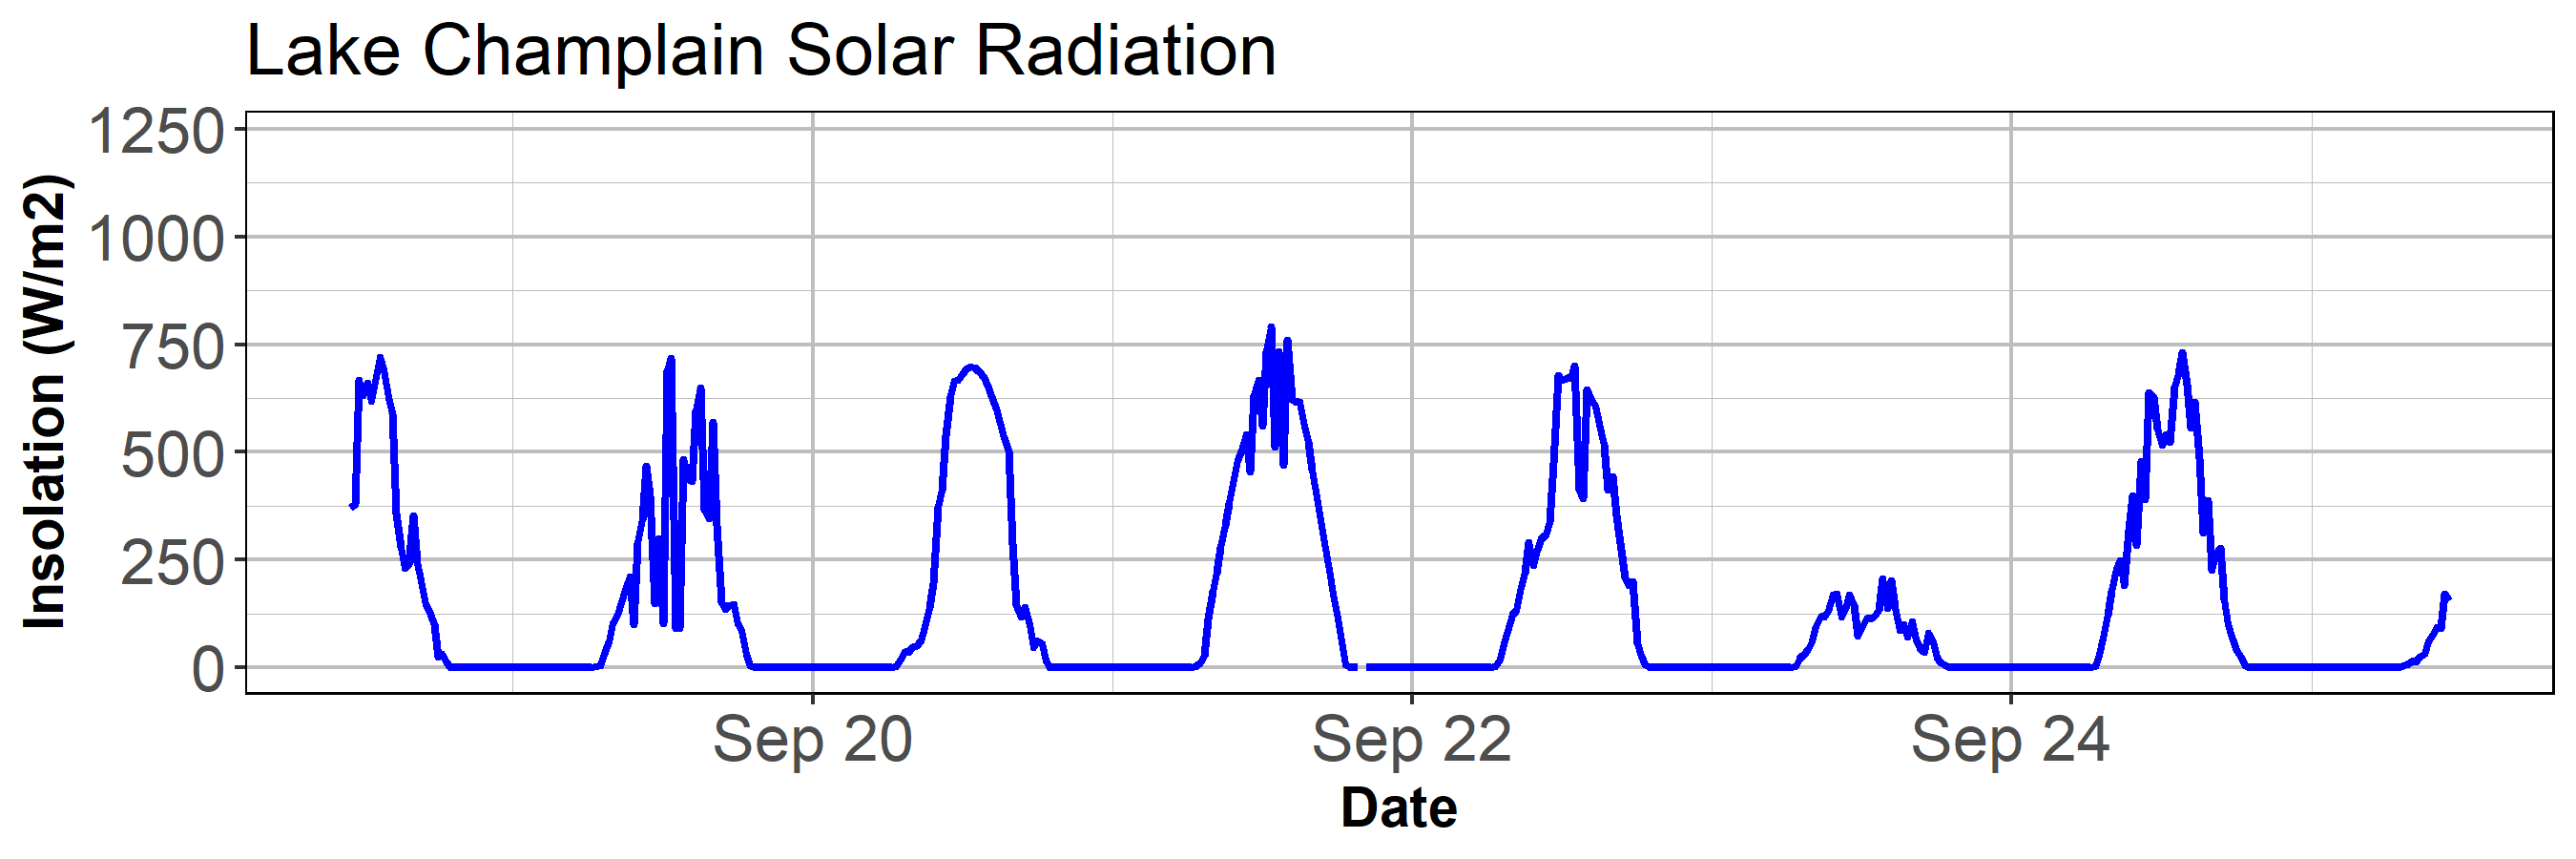 Lake Champlain Solar Radiation
Insolation (W/m2)
1250
1000
750
500
250
0
Sep 20 Sep 22 Sep 24
Date